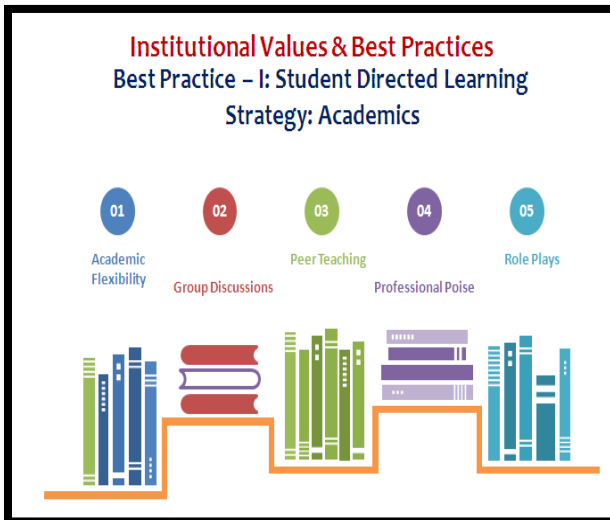 Institutional Values & Best Practices
Best Practice – I: Student Directed Learning
Strategy: Academics
01
02
03
04
05
Academic
Flexibility
Group Discussions
Peer Teaching
Professional Poise
Role Plays